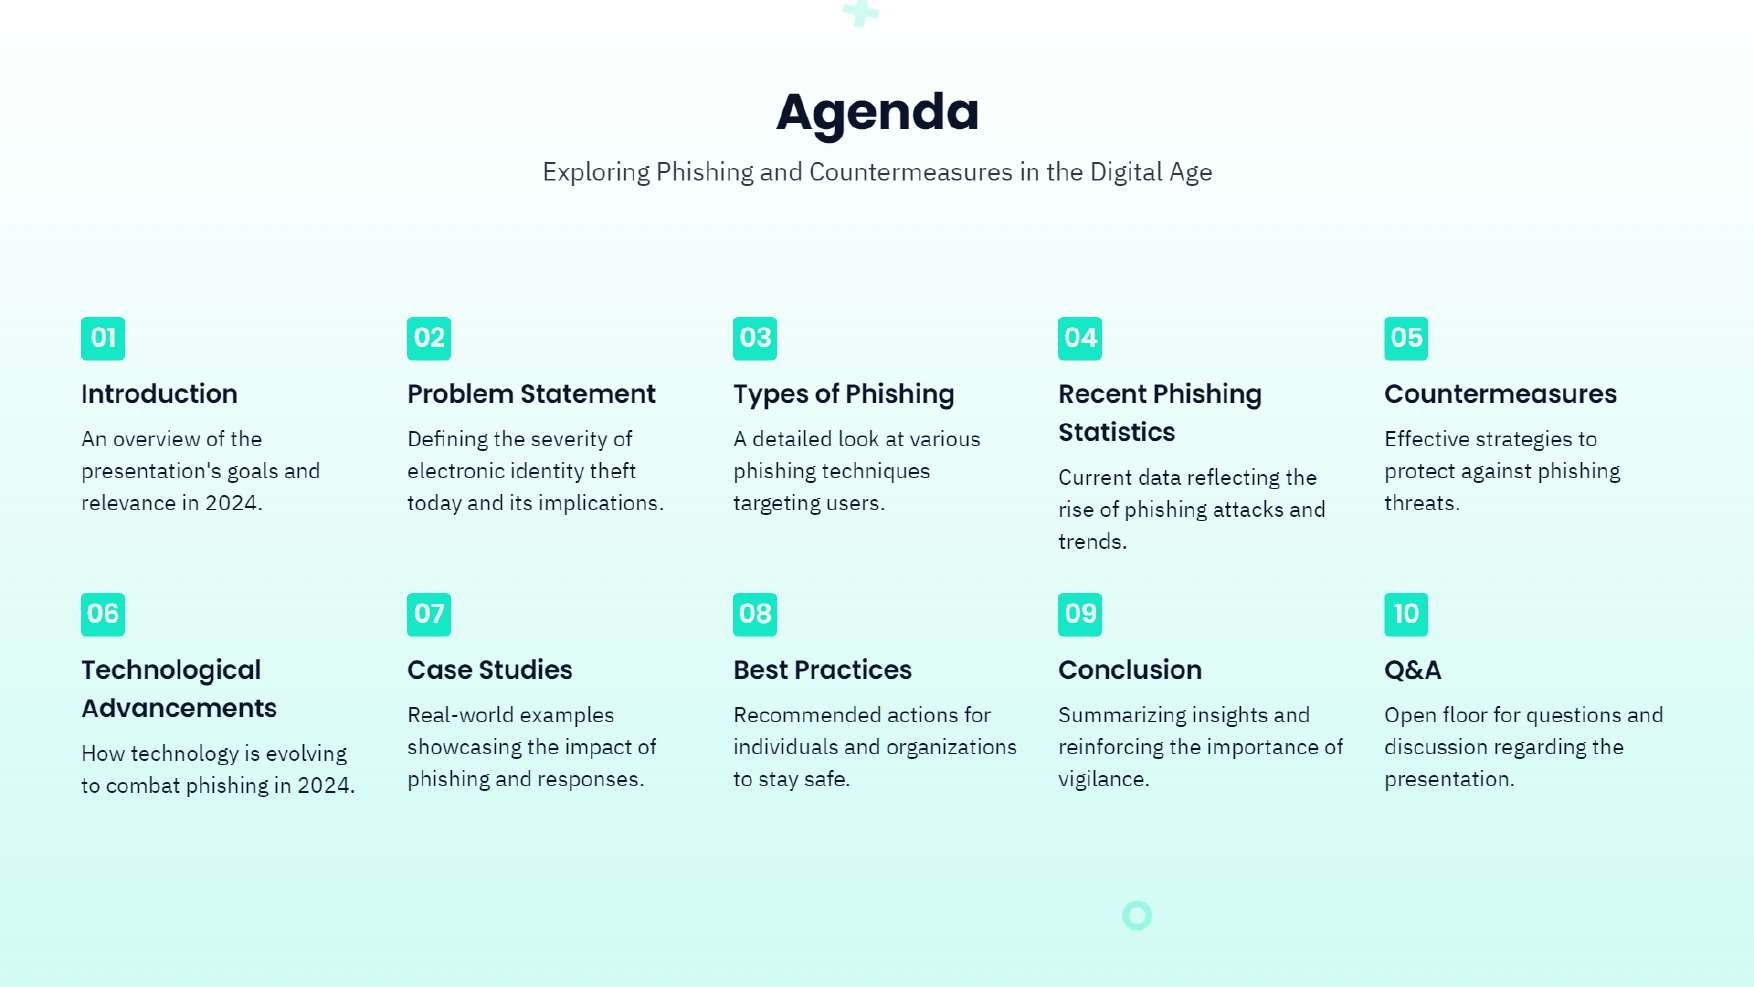 Agenda
Exploring Phishing and Countermeasures in the Digital Age
01
Introduction
An overview of the
presentation's goals and
relevance in 2024.
02
Problem Statement
Defining the severity of
electronic identity theft
today and its implications.
03
Types of Phishing
A detailed look at various
phishing techniques
targeting users.
04
Recent Phishing
Statistics
Current data reflecting the
rise of phishing attacks and
trends.
05
Countermeasures
Effective strategies to
protect against phishing
threats.
06
Technological
Advancements
How technology is evolving
to combat phishing in 2024.
07
Case Studies
Real-world examples
showcasing the impact of
phishing and responses.
08
Best Practices
Recommended actions for
individuals and organizations
to stay safe.
09
Conclusion
Summarizing insights and
reinforcing the importance of
vigilance.
10
Q&A
Open floor for questions and
discussion regarding the
presentation.